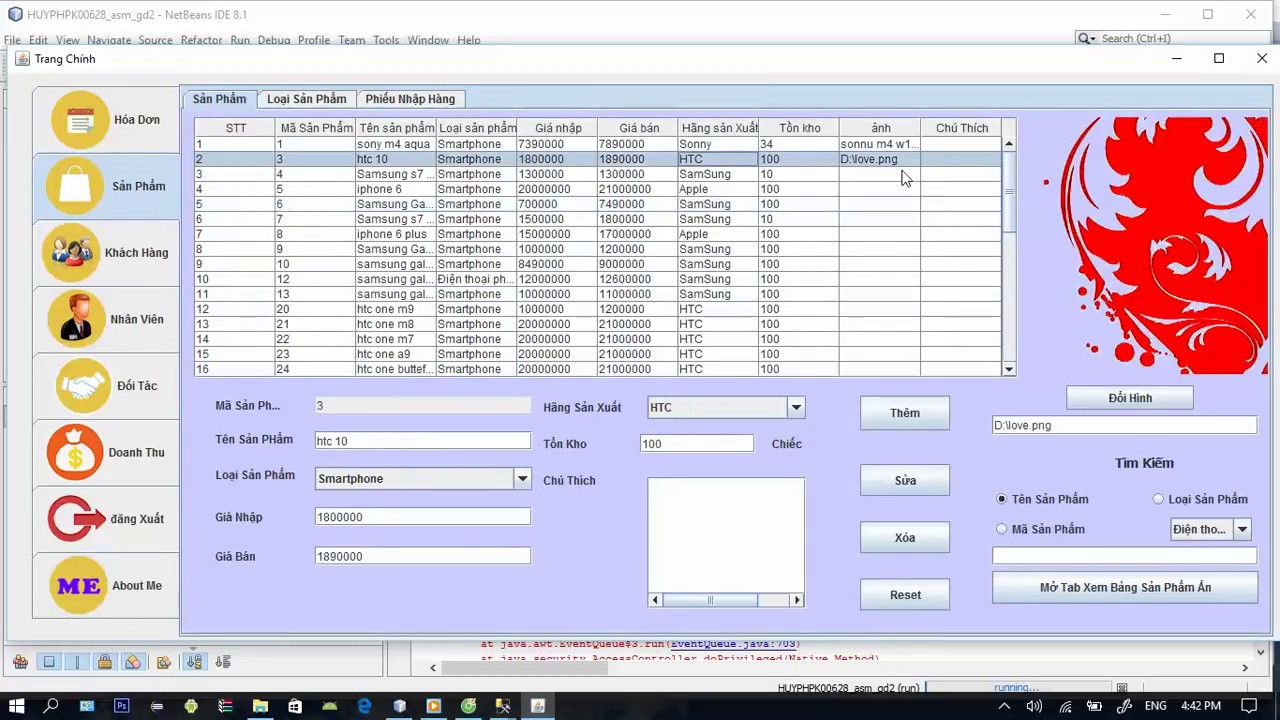 HUYPHPK00628_asm_gd2 - NetBeans IDE 8.1
File Edit View Navigate Source Refactor Run Debug Profile Team Tools Window Help
Search (Ctrl+I)
Trang Chính
Hóa Dơn
Sản Phẩm
Khách Hàng
Nhân Viên
Đối Tác
Doanh Thu
đăng Xuất
ME About Me
Sản Phẩm Loại Sản Phẩm Phiếu Nhập Hàng
STT Mã Sản Phẩm Tên sản phẩm Loại sản phẩm Giá nhập Giá bán Hãng sản Xuất Tồn kho ảnh Chú Thích
1 1 sony m4 aqua Smartphone 7390000 7890000 Sonny 34 sonnu m4 w1...
2 3 htc 10 Smartphone 1800000 1890000 HTC 100 D:\love.png
3 4 Samsung s7 ... Smartphone 1300000 1300000 SamSung 10
4 5 iphone 6 Smartphone 20000000 21000000 Apple 100
5 6 Samsung Ga... Smartphone 700000 7490000 SamSung 100
6 7 Samsung s7 ... Smartphone 1500000 1800000 SamSung 10
7 8 iphone 6 plus Smartphone 15000000 17000000 Apple 100
8 9 Samsung Ga... Smartphone 1000000 1200000 SamSung 100
9 10 samsung gal... Smartphone 8490000 9000000 SamSung 100
10 12 samsung gal... Điện thoại ph... 12000000 12600000 SamSung 100
11 13 samsung gal... Smartphone 10000000 11000000 SamSung 100
12 20 htc one m9 Smartphone 1000000 1200000 HTC 100
13 21 htc one m8 Smartphone 20000000 21000000 HTC 100
14 22 htc one m7 Smartphone 20000000 21000000 HTC 100
15 23 htc one a9 Smartphone 20000000 21000000 HTC 100
16 24 htc one buttef... Smartphone 20000000 21000000 HTC 100
Mã Sản Ph... 3
Tên Sản PHẩm htc 10
Loại Sản Phẩm Smartphone
Giá Nhập 1800000
Giá Bán 1890000
Hãng Sản Xuất HTC
Tồn Kho 100 Chiếc
Chú Thích
Thêm
Sửa
Xóa
Reset
Đổi Hình
D:\love.png
Tìm Kiếm
Tên Sản Phẩm Loại Sản Phẩm
Mã Sản Phẩm Điện tho...
Mở Tab Xem Bảng Sản Phẩm Ẩn
at java.awt.EventQueue$3.run(EventQueue.java:703)
at java.security.AccessController.doPrivileged(Native Method)
HUYPHPK00628_asm_gd2 (run) running...
Ps
4:42 PM